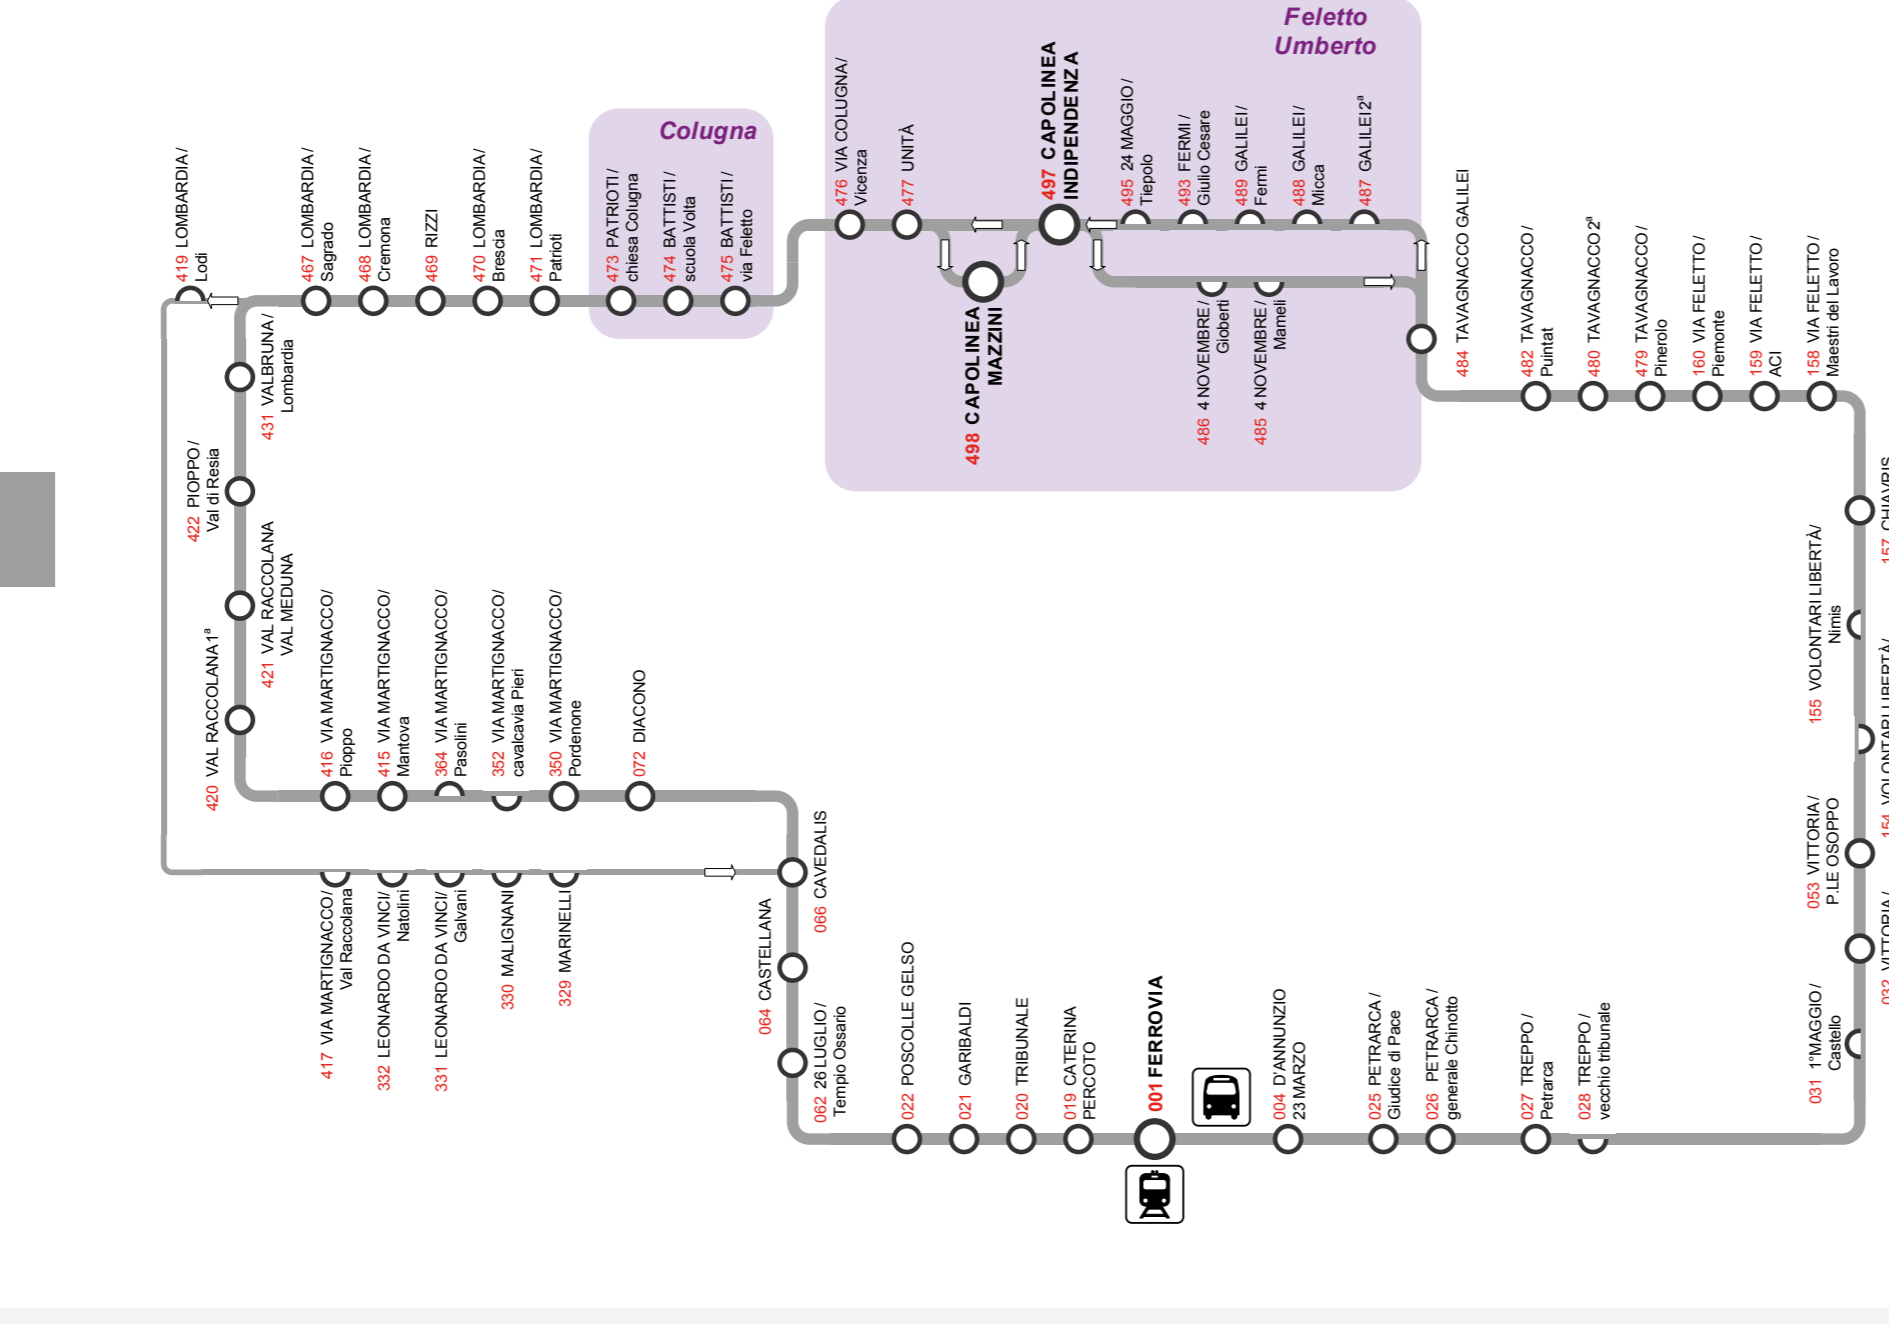 Feletto
Umberto
Colugna
419 LOMBARDIA /
Lodi
467 LOMBARDIA /
Sagrado
468 LOMBARDIA /
Cremona
469 RIZZI
470 LOMBARDIA /
Brescia
471 LOMBARDIA /
Patrioti
473 PATRIOTI /
chiesa Colugna
474 BATTISTI /
scuola Volta
475 BATTISTI /
via Feletto
476 VIA COLUGNA /
Vicenza
477 UNITÀ
497 CAPOLINEA
INDIPENDENZA
495 24 MAGGIO /
Tiepolo
493 FERMI /
Giulio Cesare
489 GALILEI /
Fermi
488 GALILEI /
Micca
487 GALILEI 2ª
498 CAPOLINEA
MAZZINI
486 4 NOVEMBRE /
Gioberti
485 4 NOVEMBRE /
Mameli
484 TAVAGNACCO GALILEI
482 TAVAGNACCO /
Puintat
480 TAVAGNACCO 2ª
479 TAVAGNACCO /
Pinerolo
160 VIA FELETTO /
Piemonte
159 VIA FELETTO /
ACI
158 VIA FELETTO /
Maestri del Lavoro
431 VALBRUNA /
Lombardia
422 PIOPPO /
Val di Resia
421 VAL RACCOLANA
VAL MEDUNA
420 VAL RACCOLANA 1ª
416 VIA MARTIGNACCO/
Pioppo
415 VIA MARTIGNACCO/
Mantova
364 VIA MARTIGNACCO/
Pasolini
352 VIA MARTIGNACCO/
cavalcavia Pieri
350 VIA MARTIGNACCO/
Pordenone
072 DIACONO
417 VIA MARTIGNACCO /
Val Raccolana
332 LEONARDO DA VINCI/
Natolini
331 LEONARDO DA VINCI/
Galvani
330 MALIGNANI
329 MARINELLI
066 CAVEDALIS
064 CASTELLANA
062 26 LUGLIO /
Tempio Ossario
022 POSCOLLE GELSO
021 GARIBALDI
020 TRIBUNALE
019 CATERINA
PERCOTO
001 FERROVIA
004 D'ANNUNZIO
23 MARZO
025 PETRARCA /
Giudice di Pace
026 PETRARCA /
generale Chinotto
027 TREPPO /
Petrarca
028 TREPPO /
vecchio tribunale
031 1°MAGGIO /
Castello
032 VITTORIA /
053 VITTORIA /
P.LE OSOPPO
154 VOLONTARI LIBERTÀ/
155 VOLONTARI LIBERTÀ/
Nimis
157 CHIAVRIS